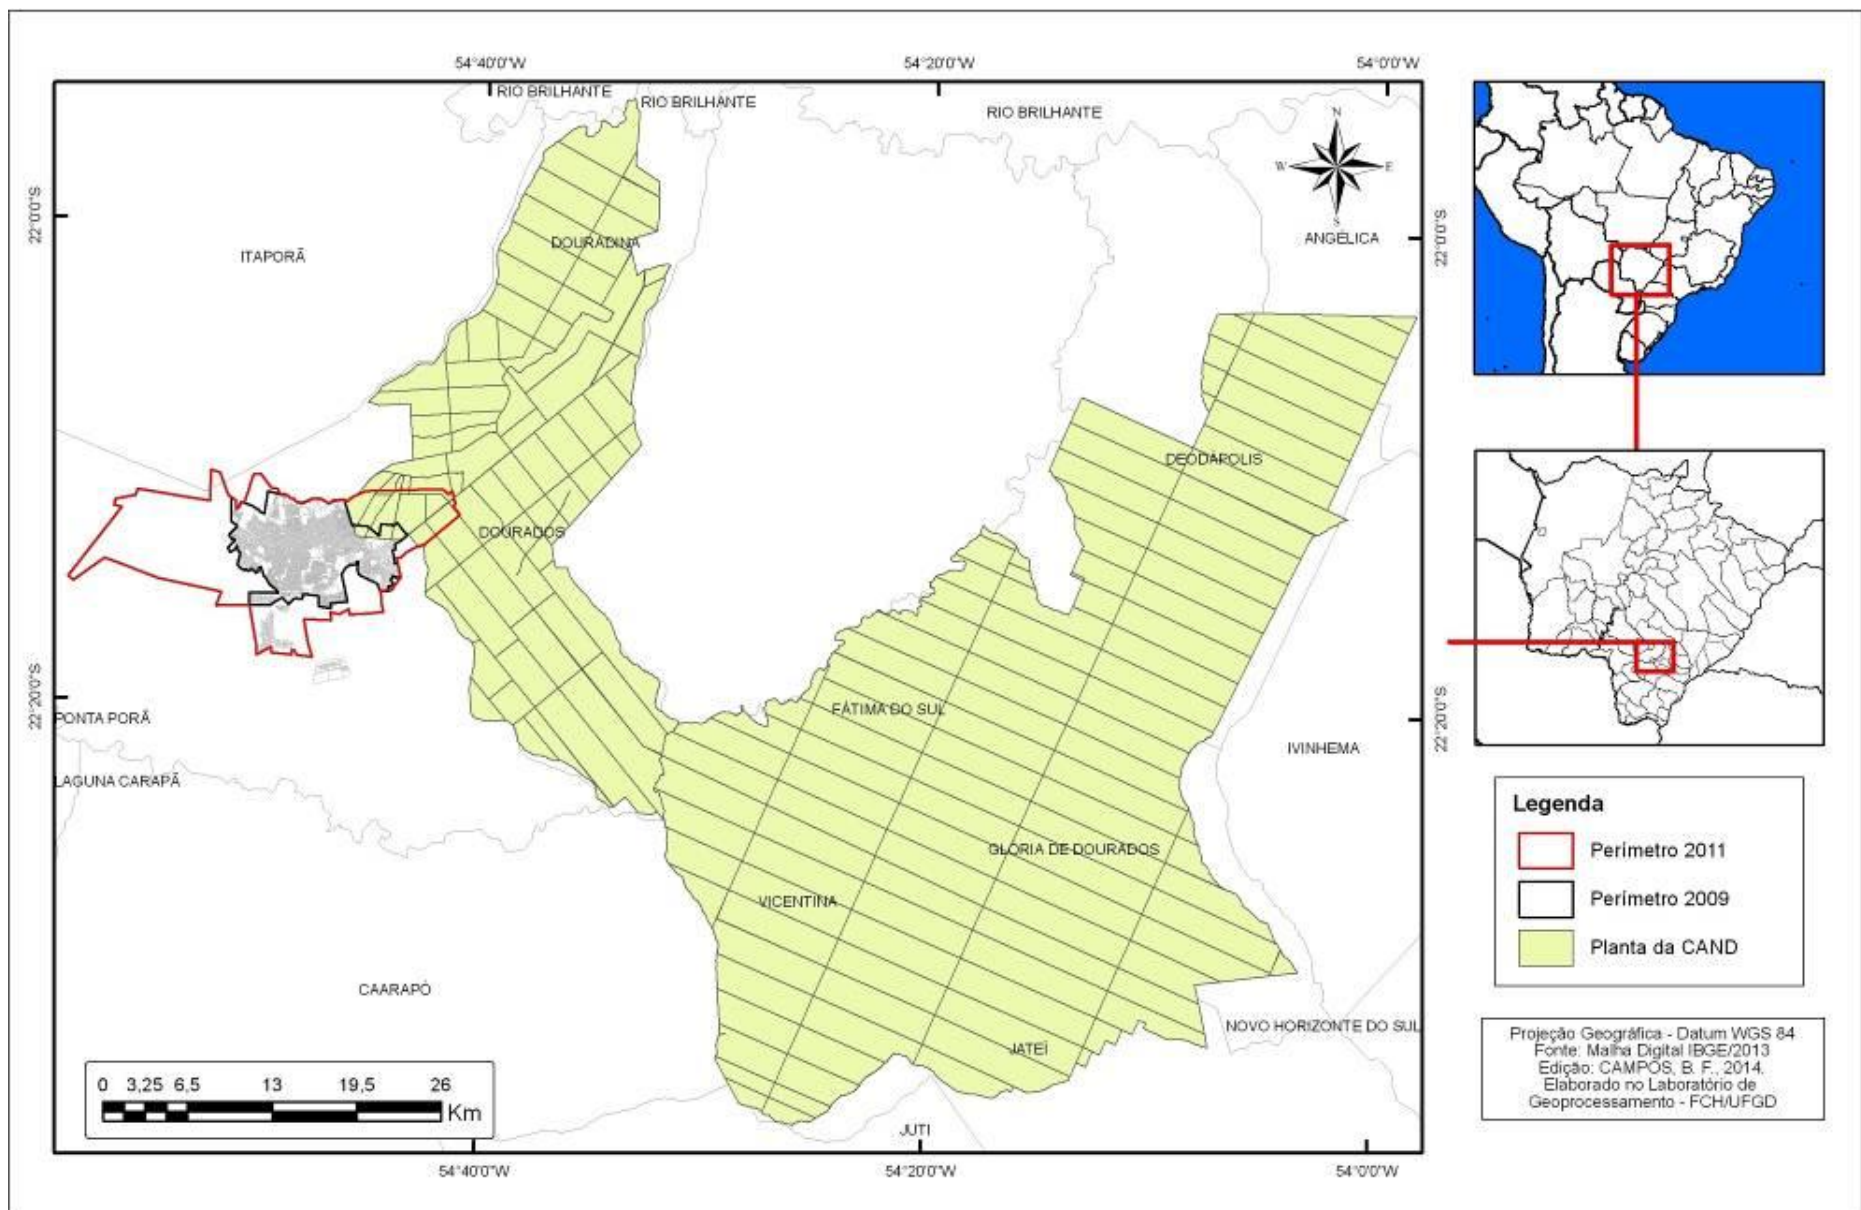 54°40'0"W
54°20'0"W
54°0'0"W
RIO BRILHANTE
RIO BRILHANTE
RIO BRILHANTE
N
W
E
S
22°0'0"S
22°0'0"S
ITAPORÃ
DOURADINA
ANGÉLICA
DEODÁPOLIS
DOURADOS
22°20'0"S
22°20'0"S
PONTA PORÃ
FÁTIMA DO SUL
IVINHEMA
LAGUNA CARAPÃ
GLÓRIA DE DOURADOS
VICENTINA
CAARAPÓ
NOVO HORIZONTE DO SUL
JATEÍ
JUTI
0 3,25 6,5 13 19,5 26
Km
54°40'0"W
54°20'0"W
54°0'0"W
Legenda
Perímetro 2011
Perímetro 2009
Planta da CAND
Projeção Geográfica - Datum WGS 84
Fonte: Malha Digital IBGE/2013
Edição: CAMPOS, B. F., 2014.
Elaborado no Laboratório de
Geoprocessamento - FCH/UFGD